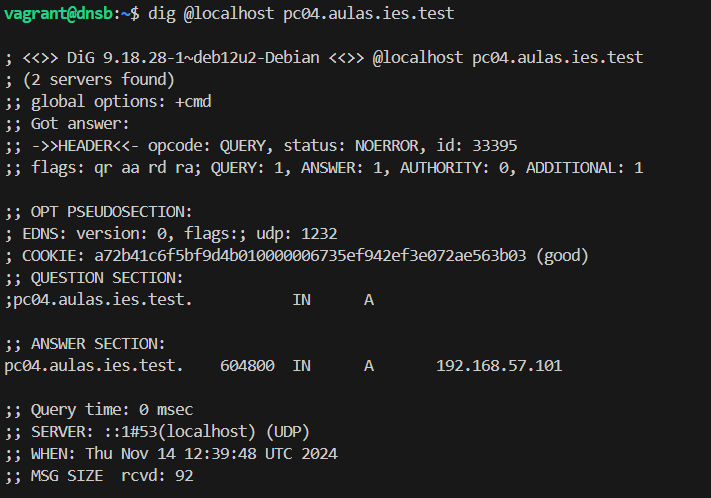 vagrant@dnsb:~$ dig @localhost pc04.aulas.ies.test
; <<>> DiG 9.18.28-1~deb12u2-Debian <<>> @localhost pc04.aulas.ies.test
; (2 servers found)
;; global options: +cmd
;; Got answer:
;; ->>HEADER<<- opcode: QUERY, status: NOERROR, id: 33395
;; flags: qr aa rd ra; QUERY: 1, ANSWER: 1, AUTHORITY: 0, ADDITIONAL: 1
;; OPT PSEUDOSECTION:
; EDNS: version: 0, flags:; udp: 1232
; COOKIE: a72b41c6f5bf9d4b010000006735ef942ef3e072ae563b03 (good)
;; QUESTION SECTION:
;pc04.aulas.ies.test. IN A
;; ANSWER SECTION:
pc04.aulas.ies.test. 604800 IN A 192.168.57.101
;; Query time: 0 msec
;; SERVER: ::1#53(localhost) (UDP)
;; WHEN: Thu Nov 14 12:39:48 UTC 2024
;; MSG SIZE rcvd: 92